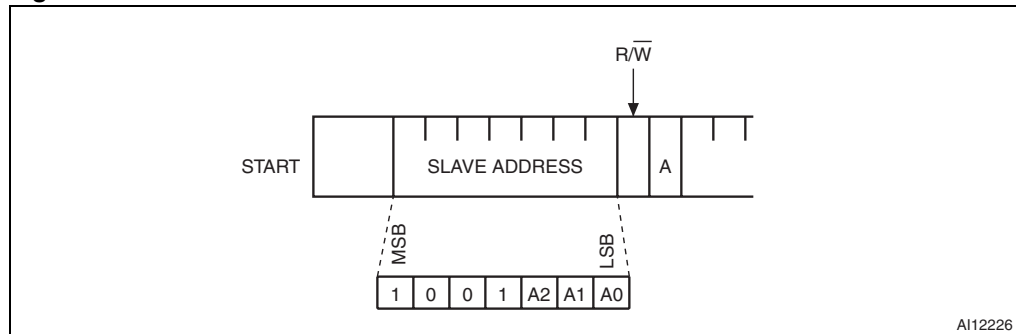 R/W̅
START
SLAVE ADDRESS
A
MSB
LSB
1 0 0 1 A2 A1 A0
AI12226